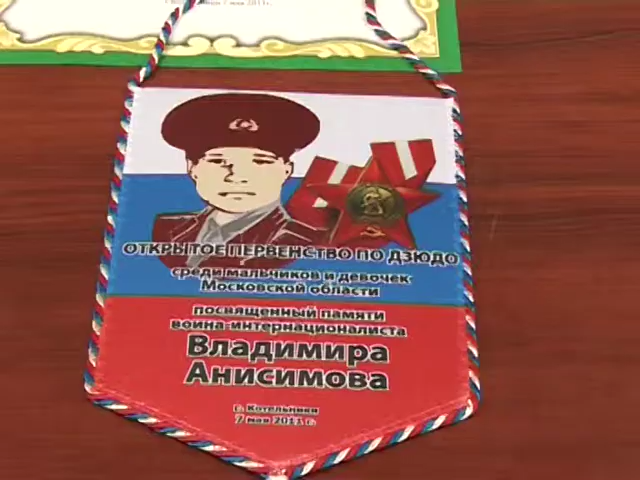 ОТКРЫТОЕ ПЕРВЕНСТВО ПО ДЗЮДО
среди мальчиков и девочек
Московской области
посвященный памяти
воина-интернационалиста
Владимира
Анисимова
г. Котельники
7 мая 2011 г.